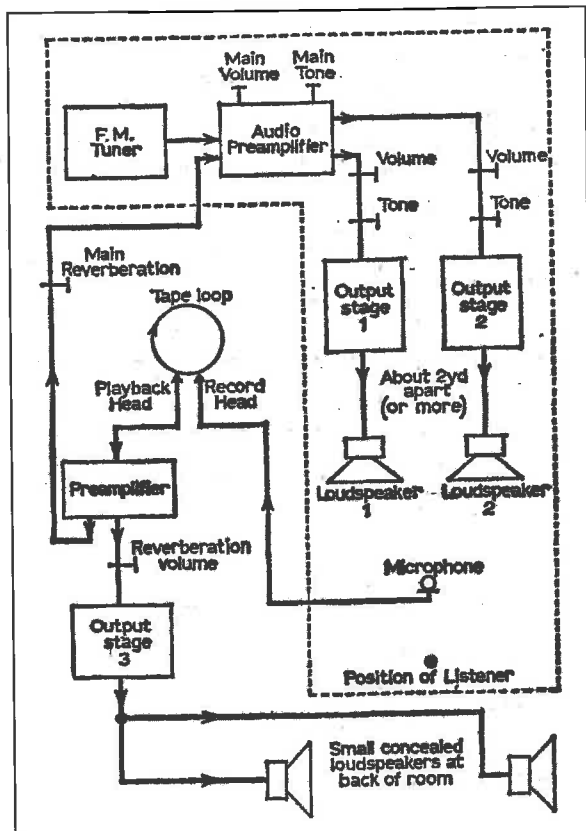 Main
Volume
Main
Tone
F. M.
Tuner
Audio
Preamplifier
Volume
Volume
Tone
Tone
Main
Reverberation
Tape loop
Output
stage
1
Output
stage
2
Playback
Head
Record
Head
About 2yd
apart
(or more)
Preamplifier
Loudspeaker
1
Loudspeaker
2
Reverberation
volume
Microphone
Output
stage
3
Position of Listener
Small concealed
loudspeakers at
back of room